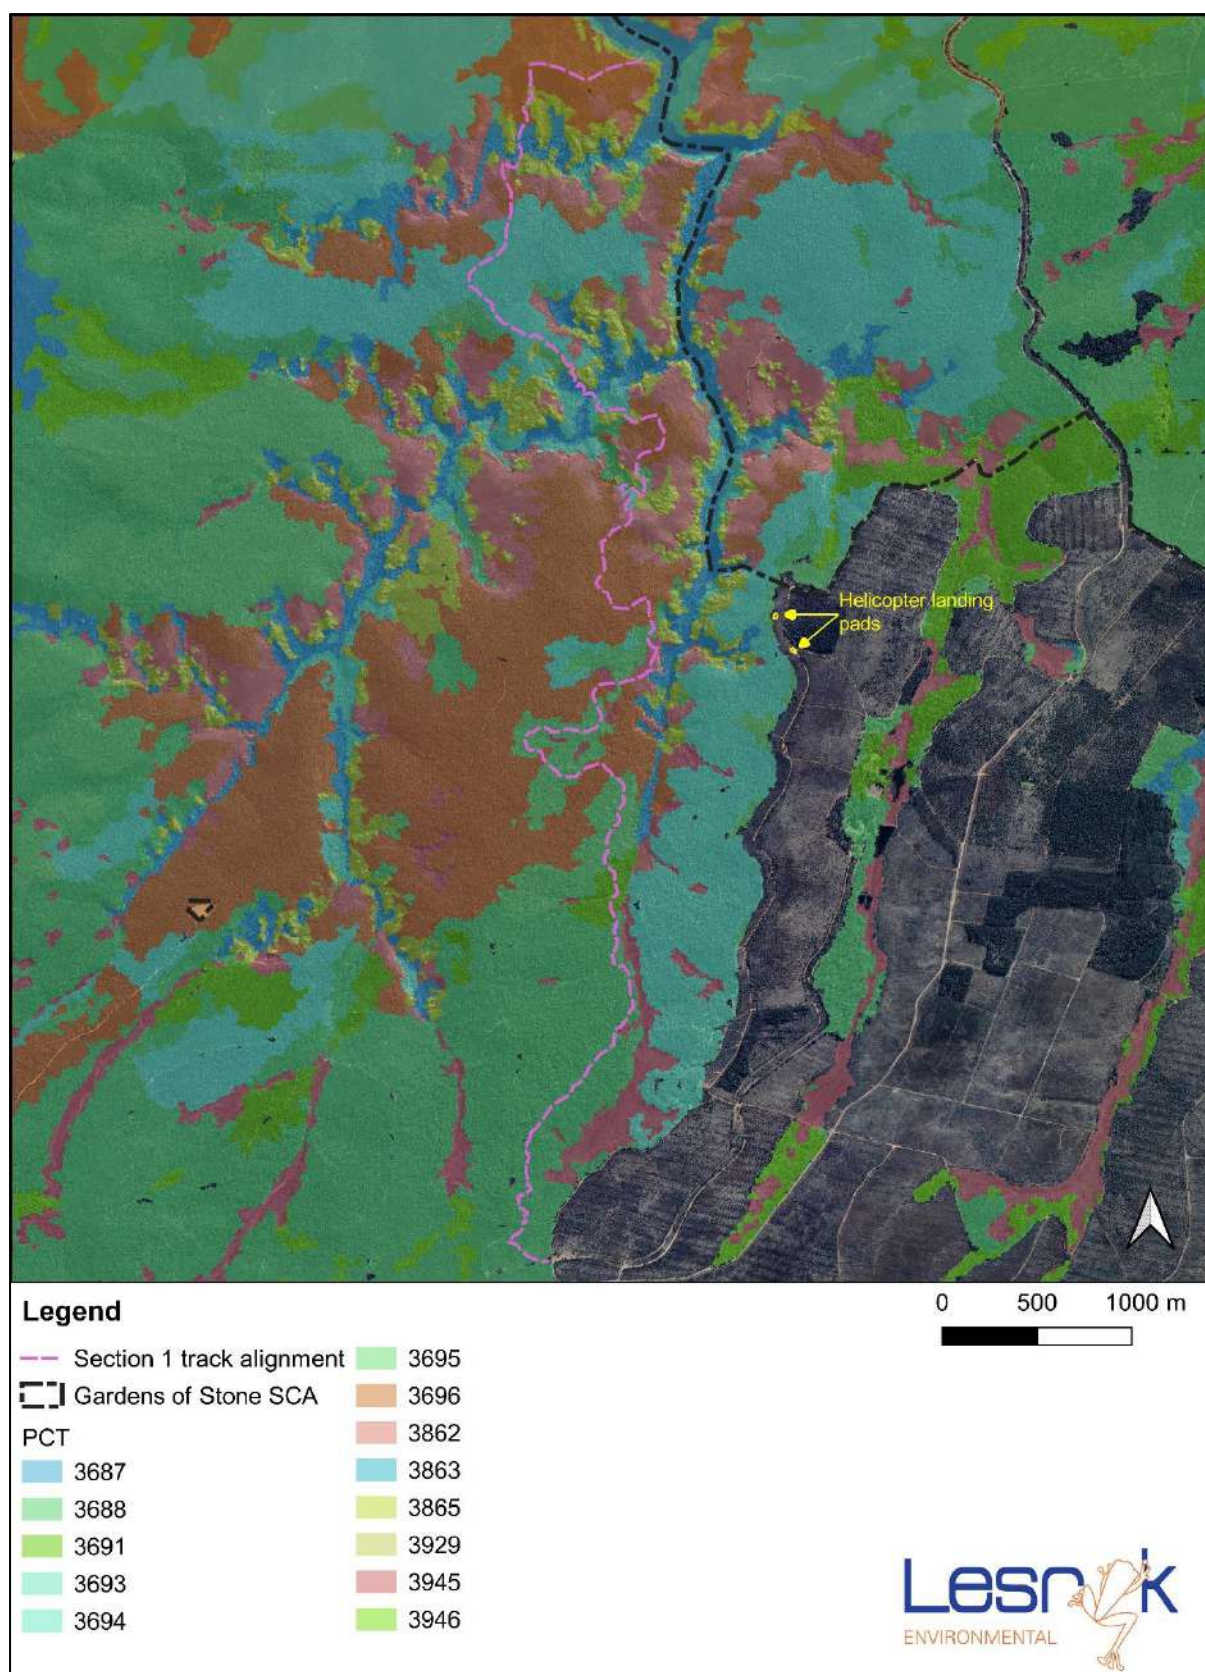 Helicopter landing
pads
Legend
0 500 1000 m
Section 1 track alignment
Gardens of Stone SCA
PCT
3687
3688
3691
3693
3694
3695
3696
3862
3863
3865
3929
3945
3946
Lesnik
ENVIRONMENTAL